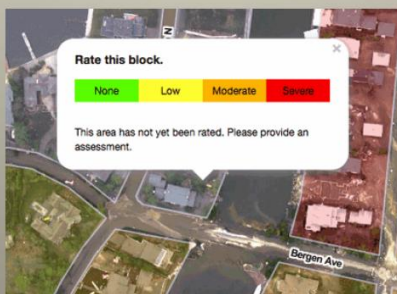 Rate this block.
None Low Moderate Severe
This area has not yet been rated. Please provide an
assessment.
Bergen Ave